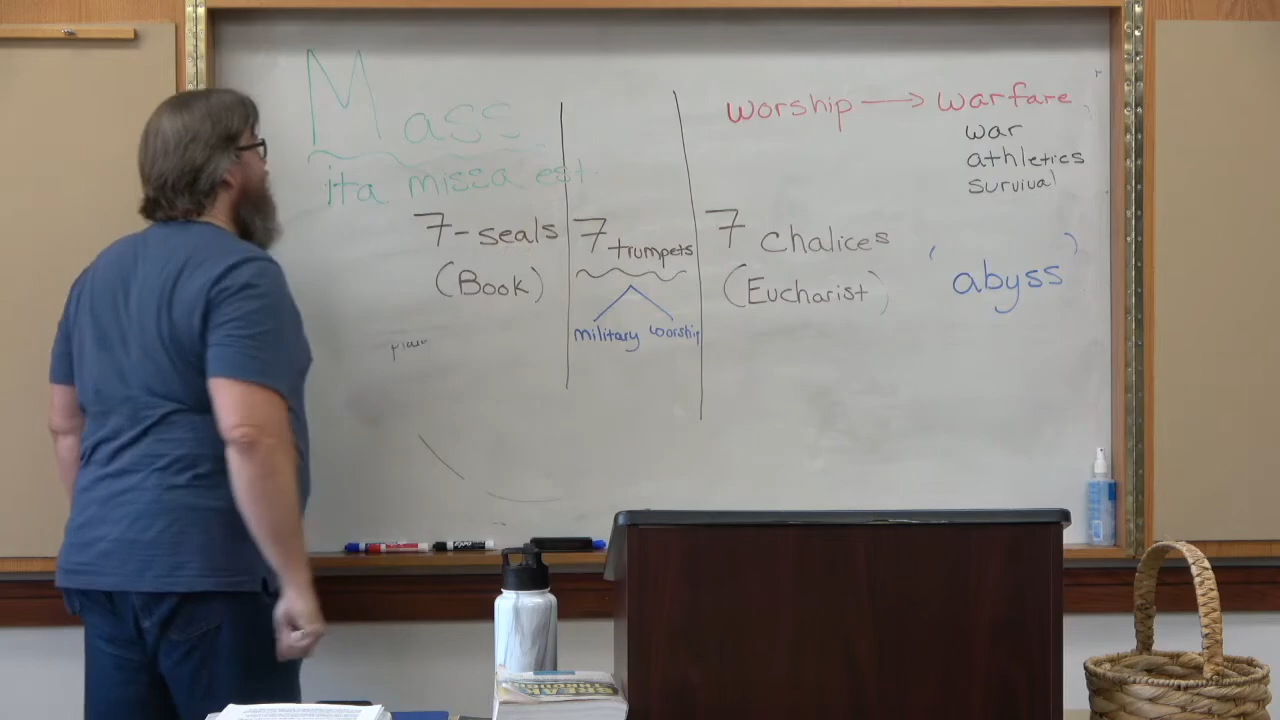 Mass
ita missa est
worship → warfare
war
athletics
survival
7-seals
(Book)
7 trumpets
military worship
7 chalices
(Eucharist)
abyss
EXPO